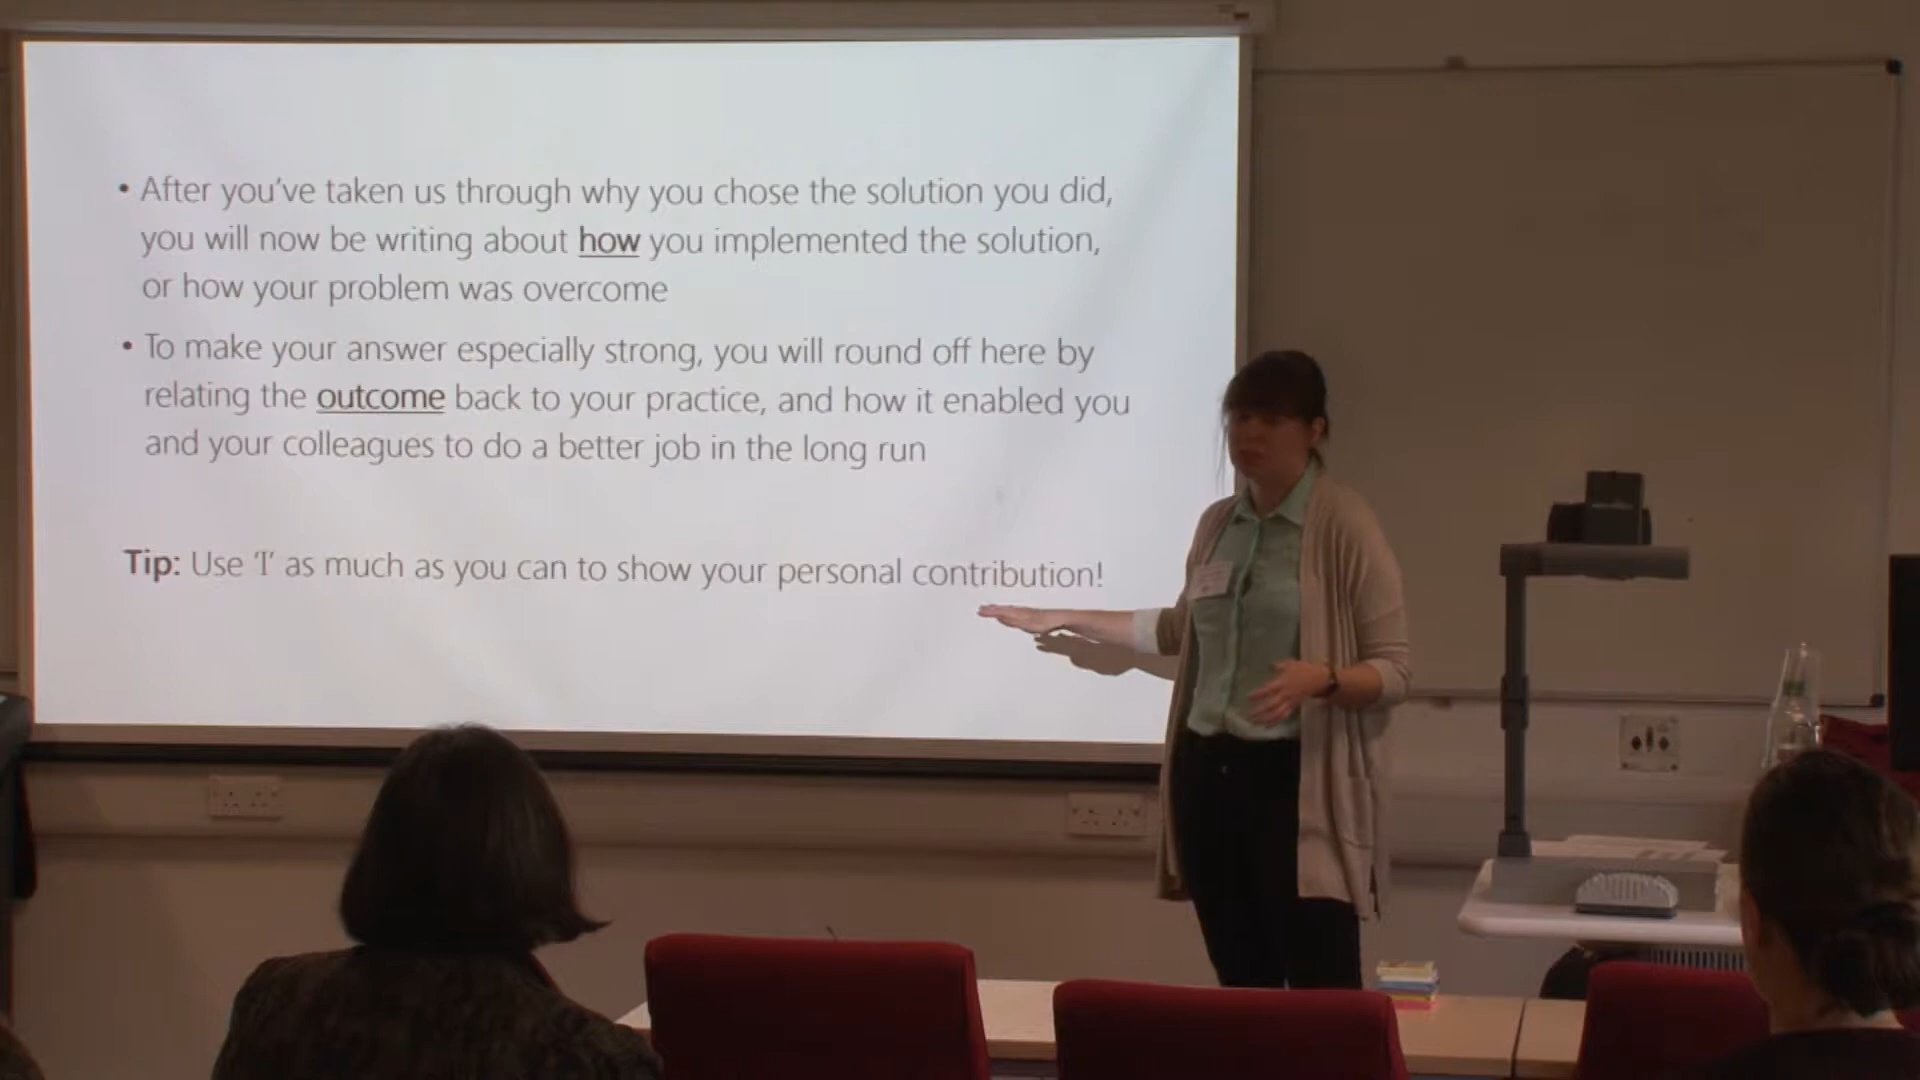 • After you've taken us through why you chose the solution you did,
you will now be writing about how you implemented the solution,
or how your problem was overcome
• To make your answer especially strong, you will round off here by
relating the outcome back to your practice, and how it enabled you
and your colleagues to do a better job in the long run
Tip: Use 'I' as much as you can to show your personal contribution!